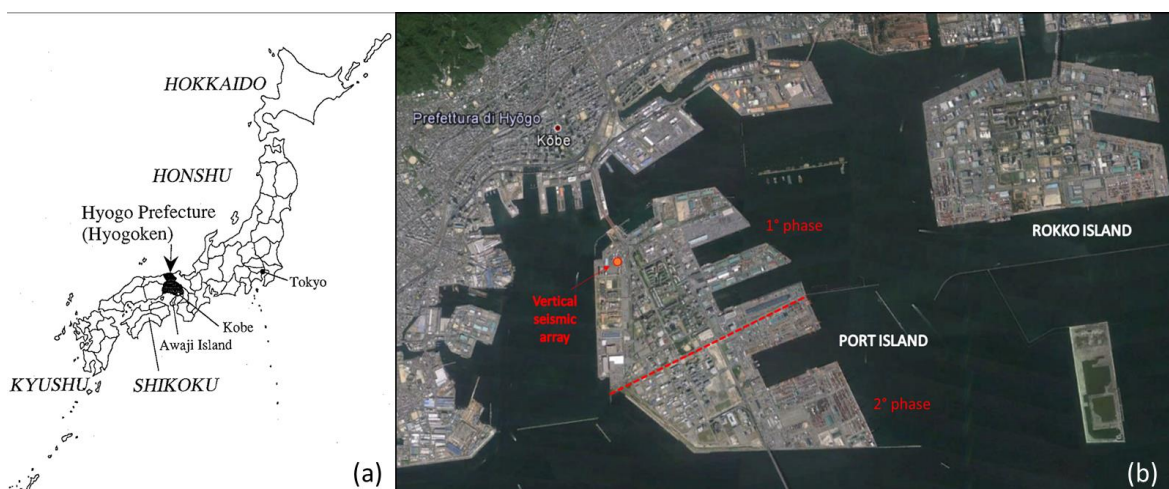 HOKKAIDO
HONSHU
Hyogo Prefecture
(Hyogoken)
Tokyo
Kobe
Awaji Island
KYUSHU
SHIKOKU
(a)
Prefettura di Hyōgo
Kōbe
1° phase
ROKKO ISLAND
Vertical
seismic
array
PORT ISLAND
2° phase
(b)